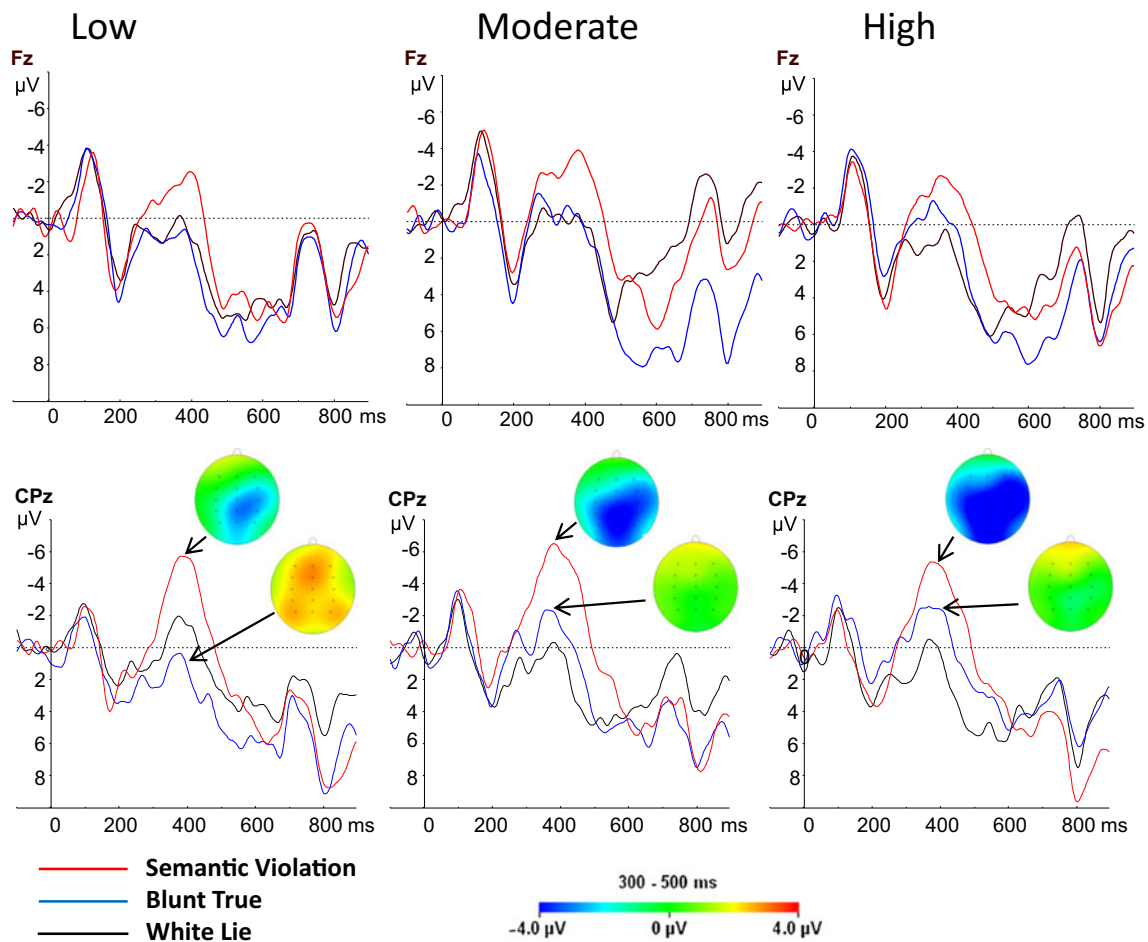 Low Moderate High
Fz Fz Fz
µV µV µV
-6 -6 -6
-4 -4 -4
-2 -2 -2
2 2 2
4 4 4
6 6 6
8 8 8
0 200 400 600 800 ms 0 200 400 600 800 ms 0 200 400 600 800 ms
CPz CPz CPz
µV µV µV
-6 -6 -6
-4 -4 -4
-2 -2 -2
0
2 2 2
4 4 4
6 6 6
8 8 8
0 200 400 600 800 ms 0 200 400 600 800 ms 0 200 400 600 800 ms
Semantic Violation
Blunt True
White Lie
300 - 500 ms
-4.0 µV 0 µV 4.0 µV